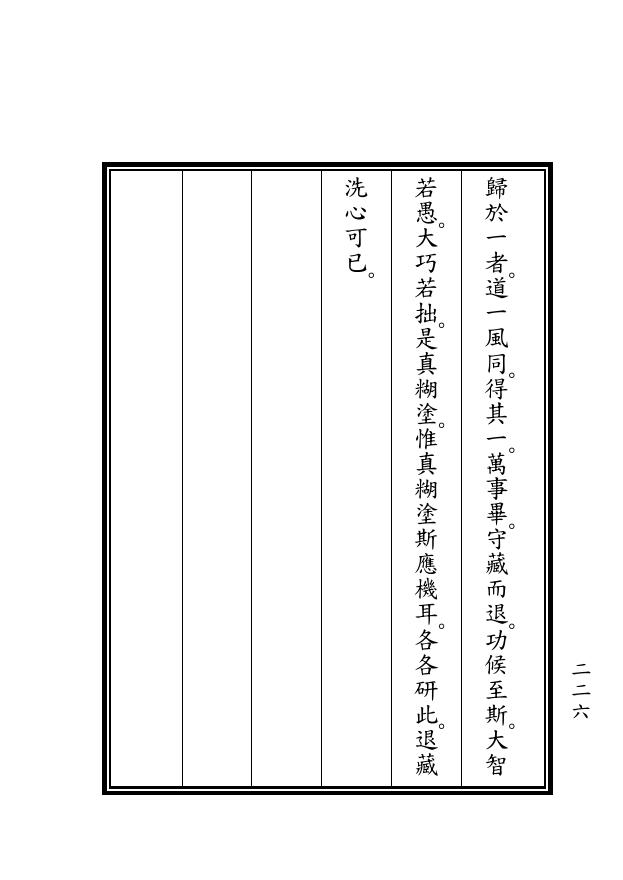 歸於一者。道一風同。得其一。萬事畢。守藏而退。功候至斯。大智
若愚。大巧若拙。是真糊塗。惟真糊塗斯應機耳。各各研此。退藏
洗心可已。
二二六